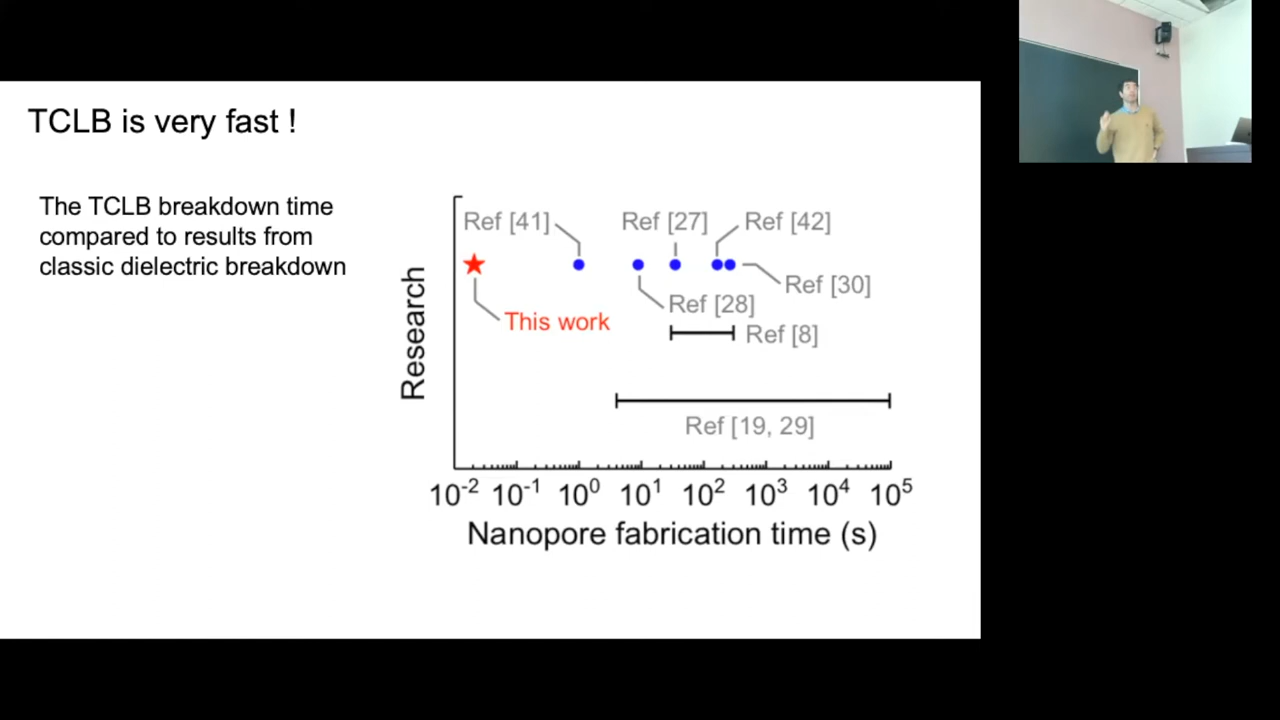 TCLB is very fast !
The TCLB breakdown time
compared to results from
classic dielectric breakdown
Research
Ref [41]
Ref [27]
Ref [42]
Ref [30]
Ref [28]
This work
Ref [8]
Ref [19, 29]
10⁻² 10⁻¹ 10⁰ 10¹ 10² 10³ 10⁴ 10⁵
Nanopore fabrication time (s)